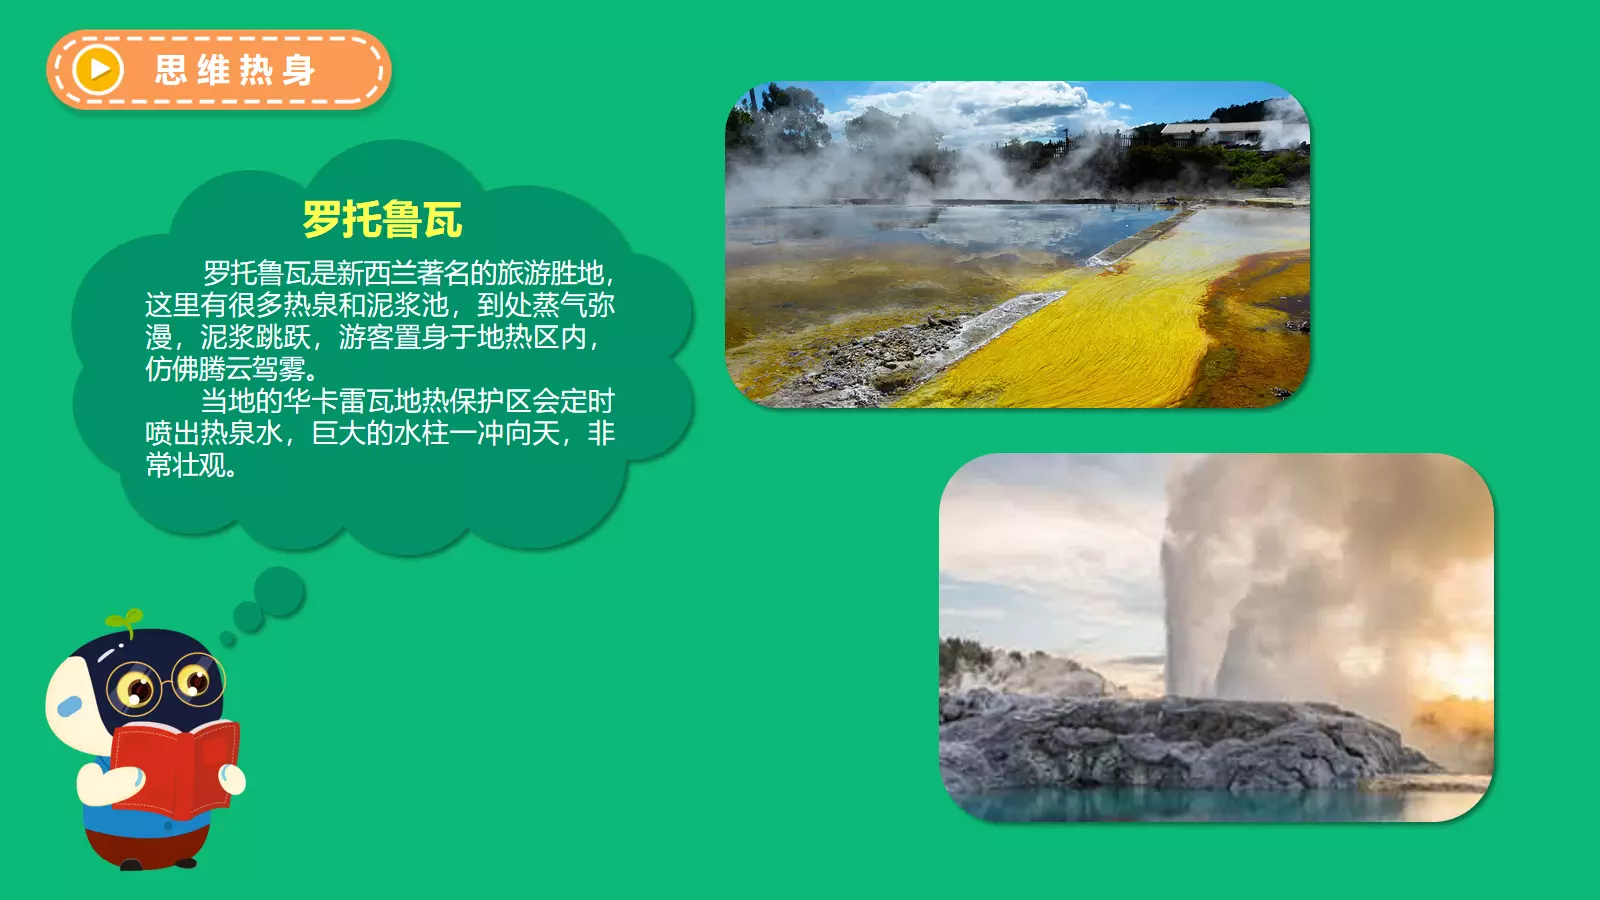 思维热身
罗托鲁瓦
罗托鲁瓦是新西兰著名的旅游胜地，
这里有很多热泉和泥浆池，到处蒸气弥
漫，泥浆跳跃，游客置身于地热区内，
仿佛腾云驾雾。
当地的华卡雷瓦地热保护区会定时
喷出热泉水，巨大的水柱一冲向天，非
常壮观。